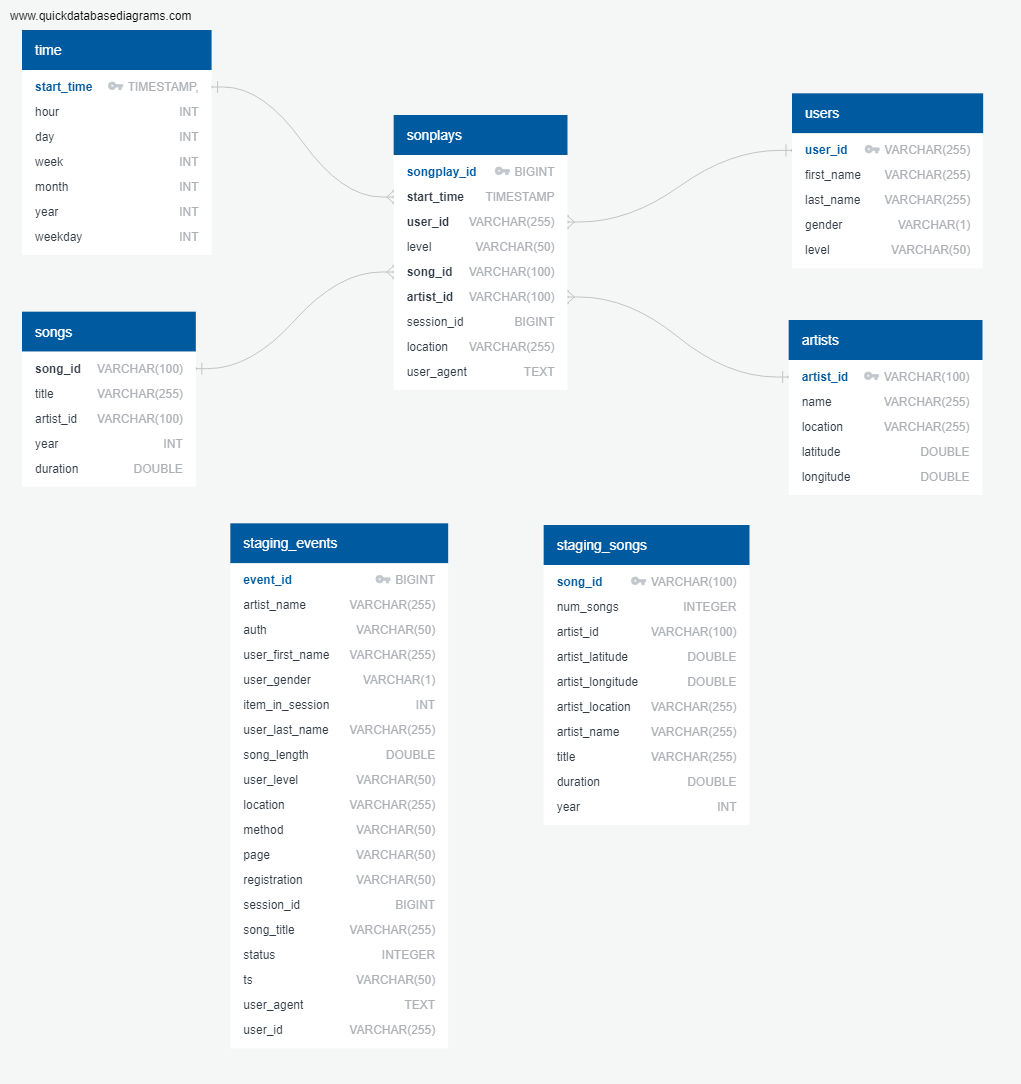 www.quickdatabasediagrams.com
time
start_time TIMESTAMP,
hour INT
day INT
week INT
month INT
year INT
weekday INT
sonplays
songplay_id BIGINT
start_time TIMESTAMP
user_id VARCHAR(255)
level VARCHAR(50)
song_id VARCHAR(100)
artist_id VARCHAR(100)
session_id BIGINT
location VARCHAR(255)
user_agent TEXT
users
user_id VARCHAR(255)
first_name VARCHAR(255)
last_name VARCHAR(255)
gender VARCHAR(1)
level VARCHAR(50)
songs
song_id VARCHAR(100)
title VARCHAR(255)
artist_id VARCHAR(100)
year INT
duration DOUBLE
artists
artist_id VARCHAR(100)
name VARCHAR(255)
location VARCHAR(255)
latitude DOUBLE
longitude DOUBLE
staging_events
event_id BIGINT
artist_name VARCHAR(255)
auth VARCHAR(50)
user_first_name VARCHAR(255)
user_gender VARCHAR(1)
item_in_session INT
user_last_name VARCHAR(255)
song_length DOUBLE
user_level VARCHAR(50)
location VARCHAR(255)
method VARCHAR(50)
page VARCHAR(50)
registration VARCHAR(50)
session_id BIGINT
song_title VARCHAR(255)
status INTEGER
ts VARCHAR(50)
user_agent TEXT
user_id VARCHAR(255)
staging_songs
song_id VARCHAR(100)
num_songs INTEGER
artist_id VARCHAR(100)
artist_latitude DOUBLE
artist_longitude DOUBLE
artist_location VARCHAR(255)
artist_name VARCHAR(255)
title VARCHAR(255)
duration DOUBLE
year INT